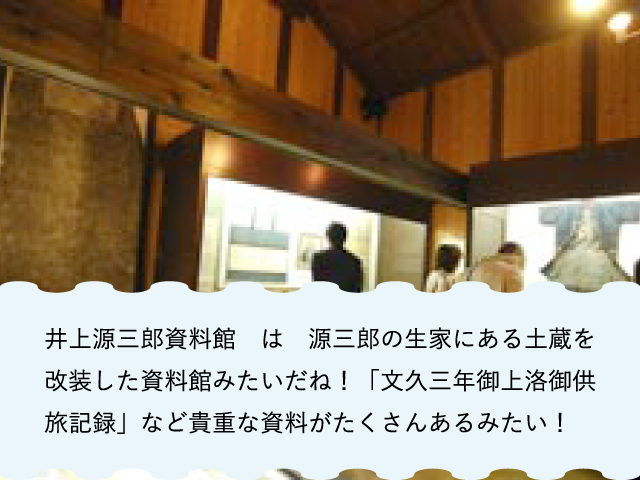 井上源三郎資料館　は　源三郎の生家にある土蔵を
改装した資料館みたいだね！「文久三年御上洛御供
旅記録」など貴重な資料がたくさんあるみたい！